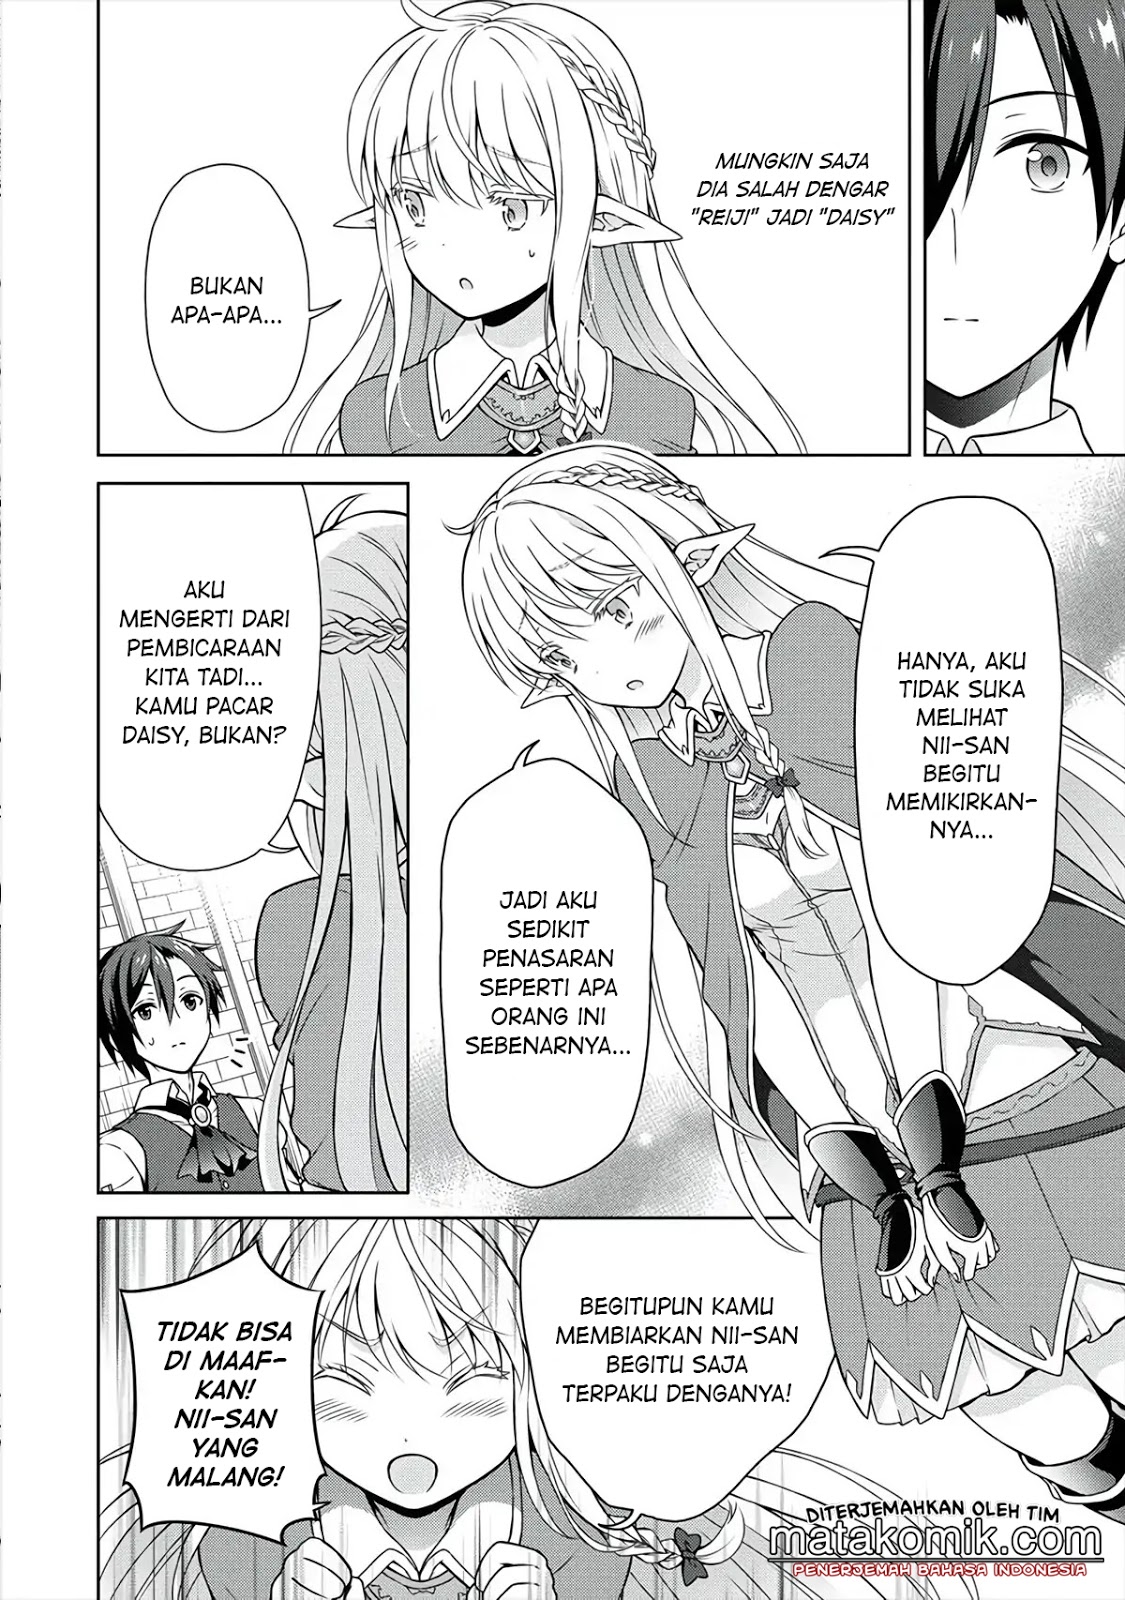 MUNGKIN SAJA
DIA SALAH DENGAR
"REIJI" JADI "DAISY"
BUKAN
APA-APA...
HANYA, AKU
TIDAK SUKA
MELIHAT
NII-SAN
BEGITU
MEMIKIRKAN-
NYA...
JADI AKU
SEDIKIT
PENASARAN
SEPERTI APA
ORANG INI
SEBENARNYA...
AKU
MENGERTI DARI
PEMBICARAAN
KITA TADI...
KAMU PACAR
DAISY, BUKAN?
BEGITUPUN KAMU
MEMBIARKAN NII-SAN
BEGITU SAJA
TERPAKU DENGANYA!
TIDAK BISA
DI MAAF-
KAN!
NII-SAN
YANG
MALANG!
DITERJEMAHKAN OLEH TIM
matakomik.com
PENERJEMAH BAHASA INDONESIA